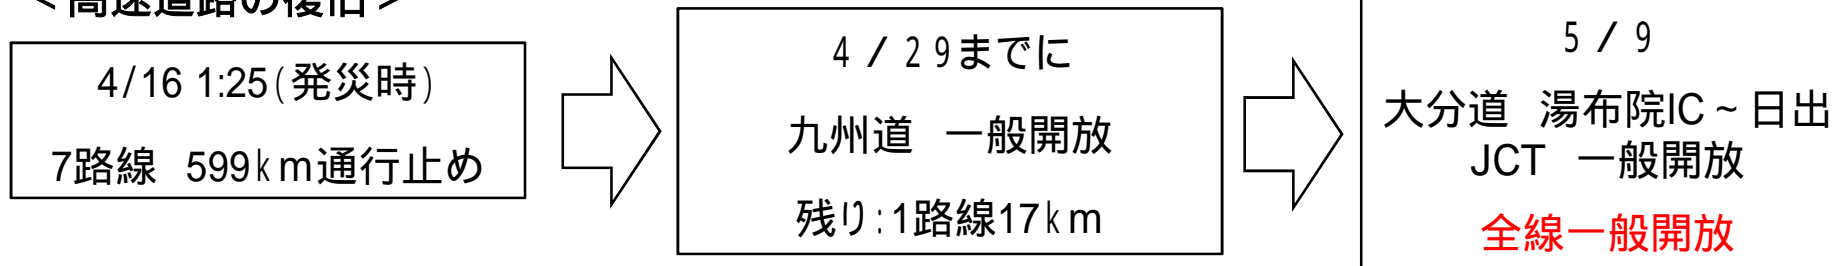 ＜高速道路の復旧＞
4/16 1:25(発災時)
7路線　599km通行止め
4／29までに
九州道　一般開放
残り:1路線17km
5／9
大分道　湯布院IC～日出
JCT　一般開放
全線一般開放